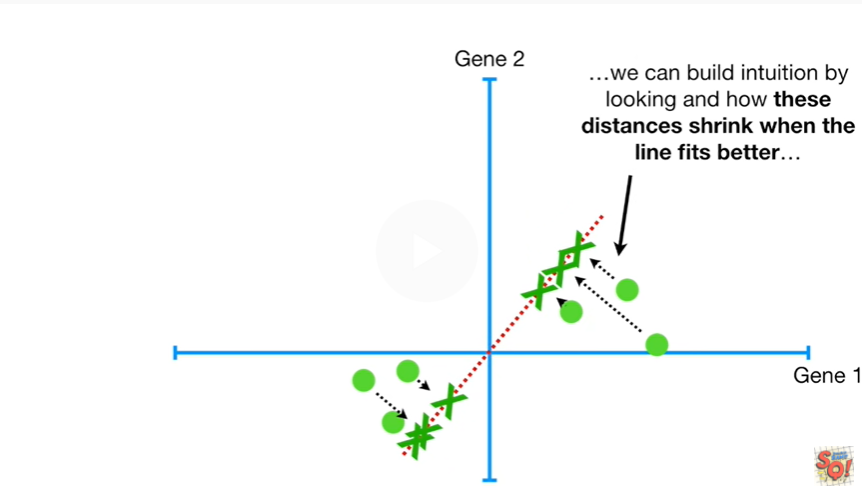 Gene 2
…we can build intuition by
looking and how these
distances shrink when the
line fits better…
Gene 1
SQ!